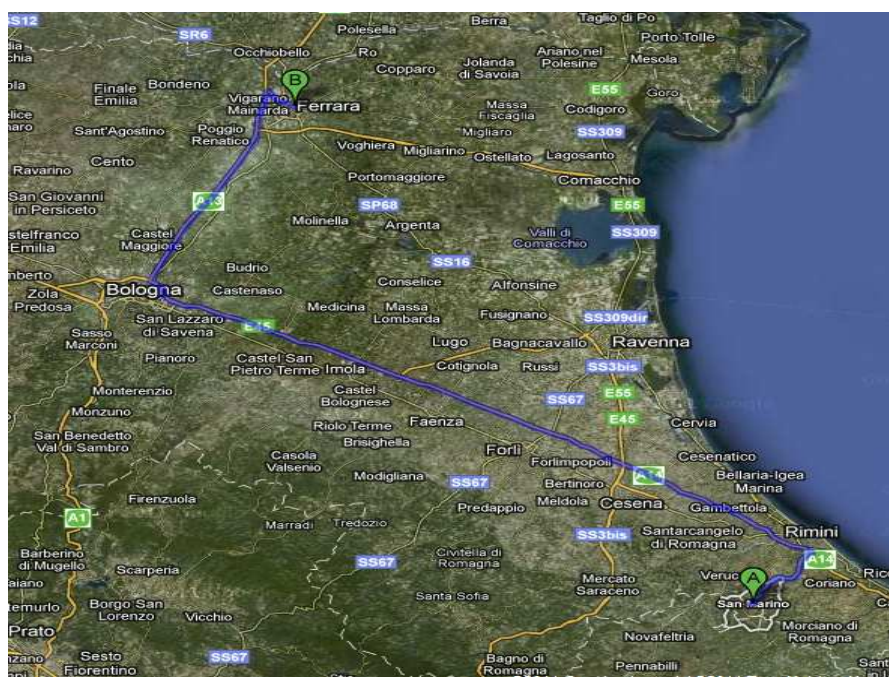 SS12
SR6
Polesella
Berra
Taglio di Po
Occhiobello
Ro
Ariano nel
Polesine
Porto Tolle
Mesola
Copparo
Jolanda
di Savoia
Finale
Emilia
Bondeno
B
E55
Goro
Vigarano
Mainarda
Ferrara
Massa
Fiscaglia
Codigoro
Sant'Agostino
Poggio
Renatico
Migliaro
SS309
Voghiera
Migliarino
Ostellato
Lagosanto
Ravarino
Cento
Portomaggiore
Comacchio
San Giovanni
in Persiceto
A13
SP68
E55
Castel
Maggiore
Molinella
Argenta
Valli di
Comacchio
SS309
Budrio
SS16
Bologna
Castenaso
Conselice
Alfonsine
Zola
Predosa
Medicina
Massa
Lombarda
Fusignano
SS309dir
San Lazzaro
di Savena
E45
Sasso
Marconi
Pianoro
Castel San
Pietro Terme
Imola
Lugo
Bagnacavallo
Ravenna
Cotignola
Russi
SS3bis
Monterenzio
Castel
Bolognese
SS67
E55
Monzuno
Riolo Terme
Faenza
E45
Cervia
San Benedetto
Val di Sambro
Brisighella
Casola
Valsenio
Forlì
Forlimpopoli
Cesenatico
Modigliana
SS67
Bertinoro
A14
Bellaria-Igea
Marina
Firenzuola
Meldola
Cesena
Gambettola
A1
Predappio
Marradi
Tredozio
SS3bis
Santarcangelo
di Romagna
Rimini
Barberino
di Mugello
Scarperia
SS67
Civitella di
Romagna
A14
Veruc
A
Coriano
Mercato
Saraceno
San Marino
Borgo San
Lorenzo
Vicchio
Santa Sofia
Prato
Novafeltria
Morciano di
Romagna
Sesto
Fiorentino
SS67
Bagno di
Romagna
Pennabilli